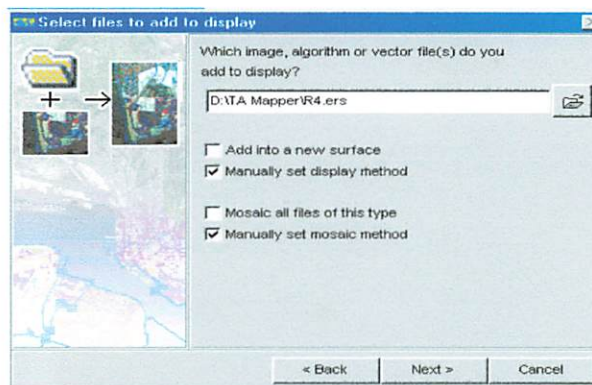 Select files to add to display
Which image, algorithm or vector file(s) do you
add to display?
D:\TA Mapper\R4.ers
Add into a new surface
Manually set display method
Mosaic all files of this type
Manually set mosaic method
< Back
Next >
Cancel